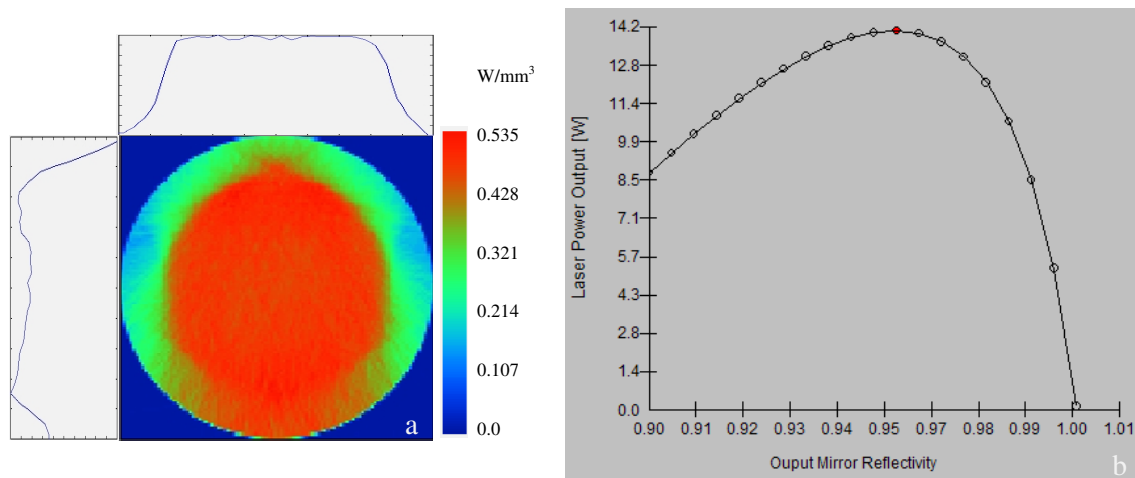 W/mm³
0.535
0.428
0.321
0.214
0.107
0.0
a
Laser Power Output [W]
14.2
12.8
11.4
9.9
8.5
7.1
5.7
4.3
2.8
1.4
0.0
0.90 0.91 0.92 0.93 0.94 0.95 0.96 0.97 0.98 0.99 1.00 1.01
Ouput Mirror Reflectivity
b